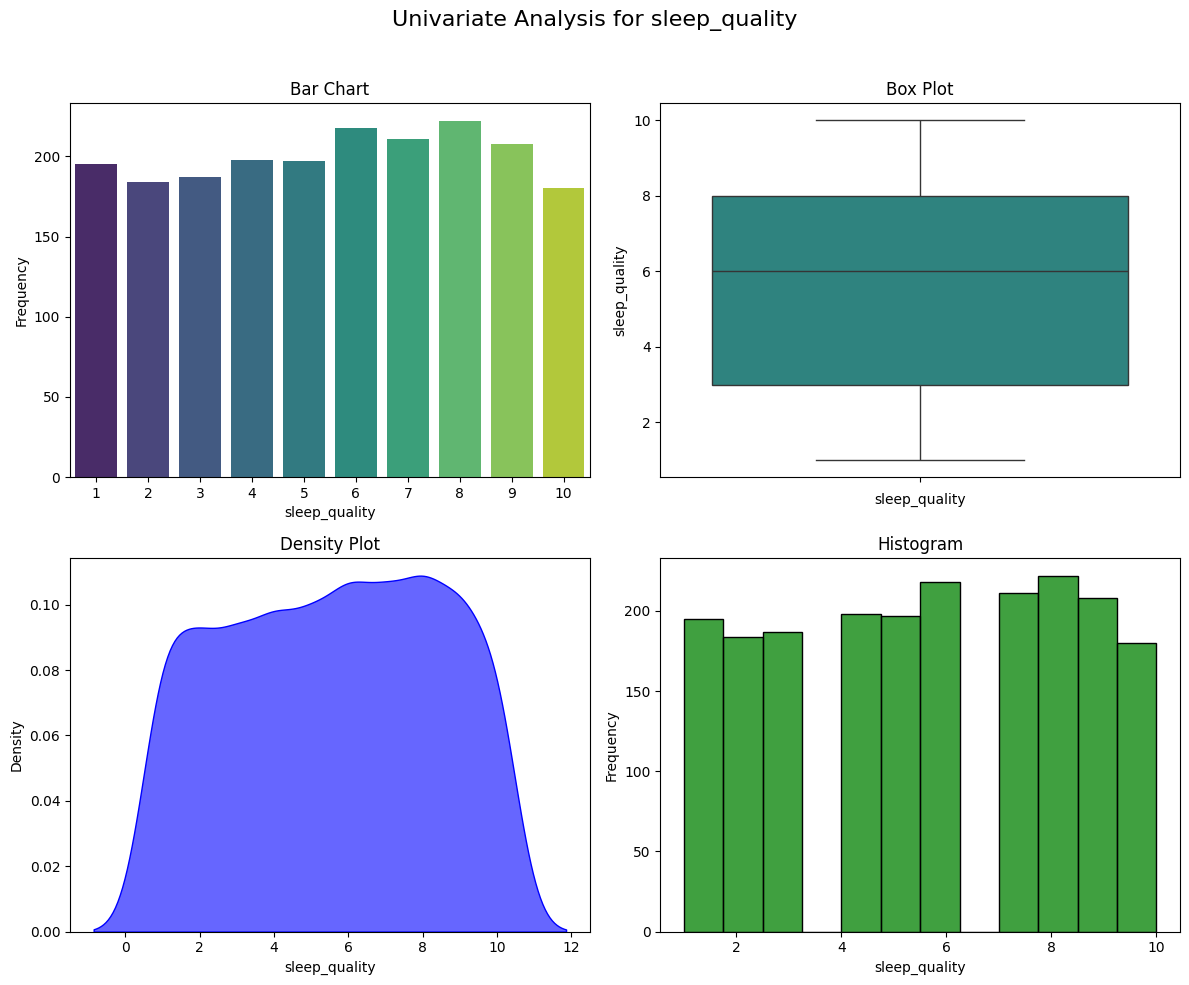 Univariate Analysis for sleep_quality
Bar Chart
Frequency
200
150
100
50
0
1 2 3 4 5 6 7 8 9 10
sleep_quality
Box Plot
sleep_quality
10
8
6
4
2
sleep_quality
Density Plot
Density
0.10
0.08
0.06
0.04
0.02
0.00
0 2 4 6 8 10 12
sleep_quality
Histogram
Frequency
200
150
100
50
0
2 4 6 8 10
sleep_quality